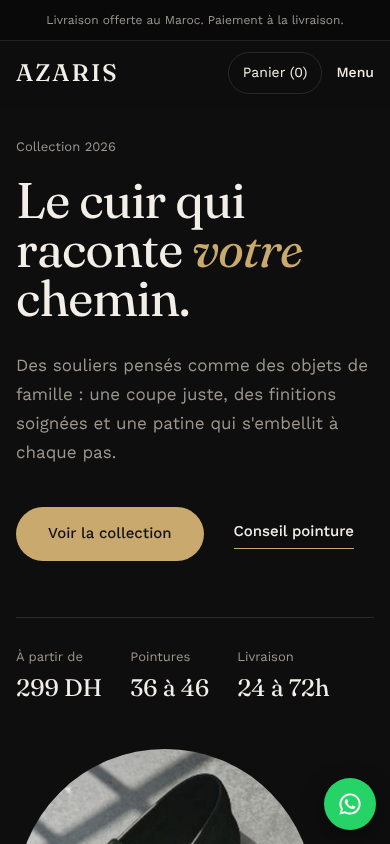 Livraison offerte au Maroc. Paiement à la livraison.
AZARIS
Panier (0)
Menu
Collection 2026
Le cuir qui
raconte votre
chemin.
Des souliers pensés comme des objets de
famille : une coupe juste, des finitions
soignées et une patine qui s'embellit à
chaque pas.
Voir la collection
Conseil pointure
À partir de
299 DH
Pointures
36 à 46
Livraison
24 à 72h